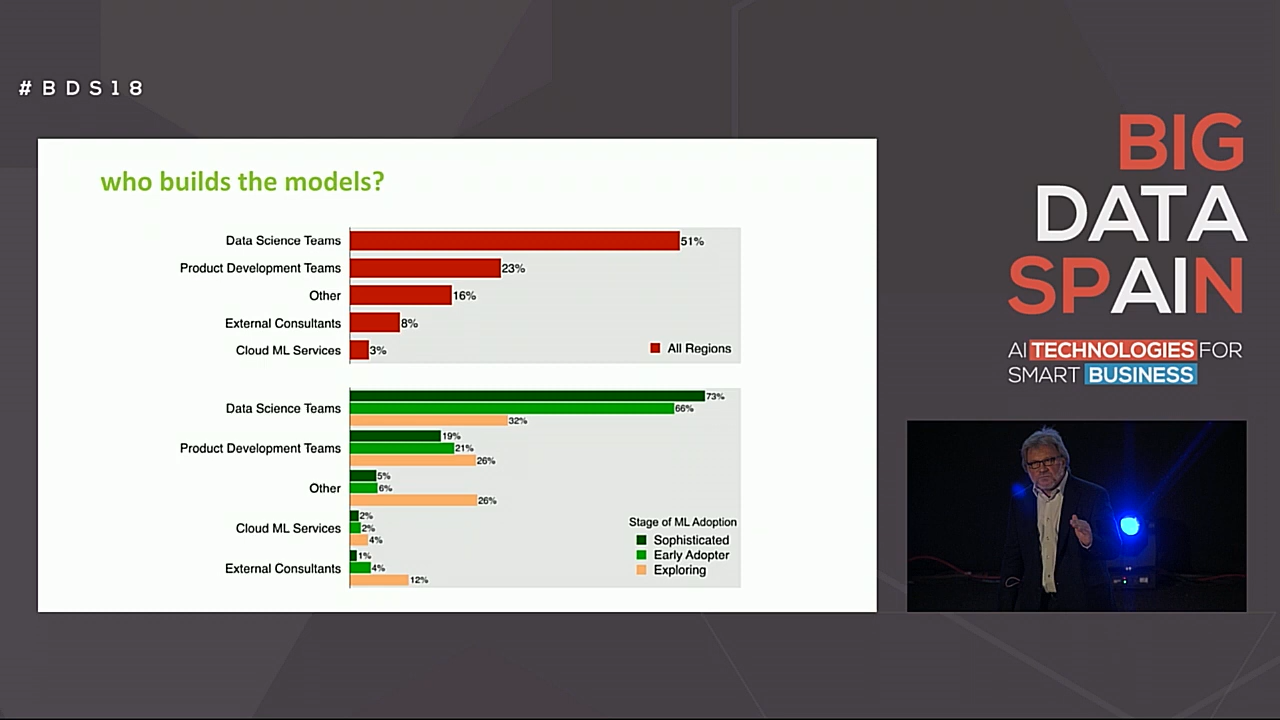 #BDS18
who builds the models?
Data Science Teams 51%
Product Development Teams 23%
Other 16%
External Consultants 8%
Cloud ML Services 3%
All Regions
Data Science Teams 73% 66% 32%
Product Development Teams 19% 21% 26%
Other 5% 6% 26%
Cloud ML Services 2% 2% 4%
External Consultants 1% 4% 12%
Stage of ML Adoption
Sophisticated
Early Adopter
Exploring
BIG
DATA
SPAIN
AI TECHNOLOGIES FOR
SMART BUSINESS